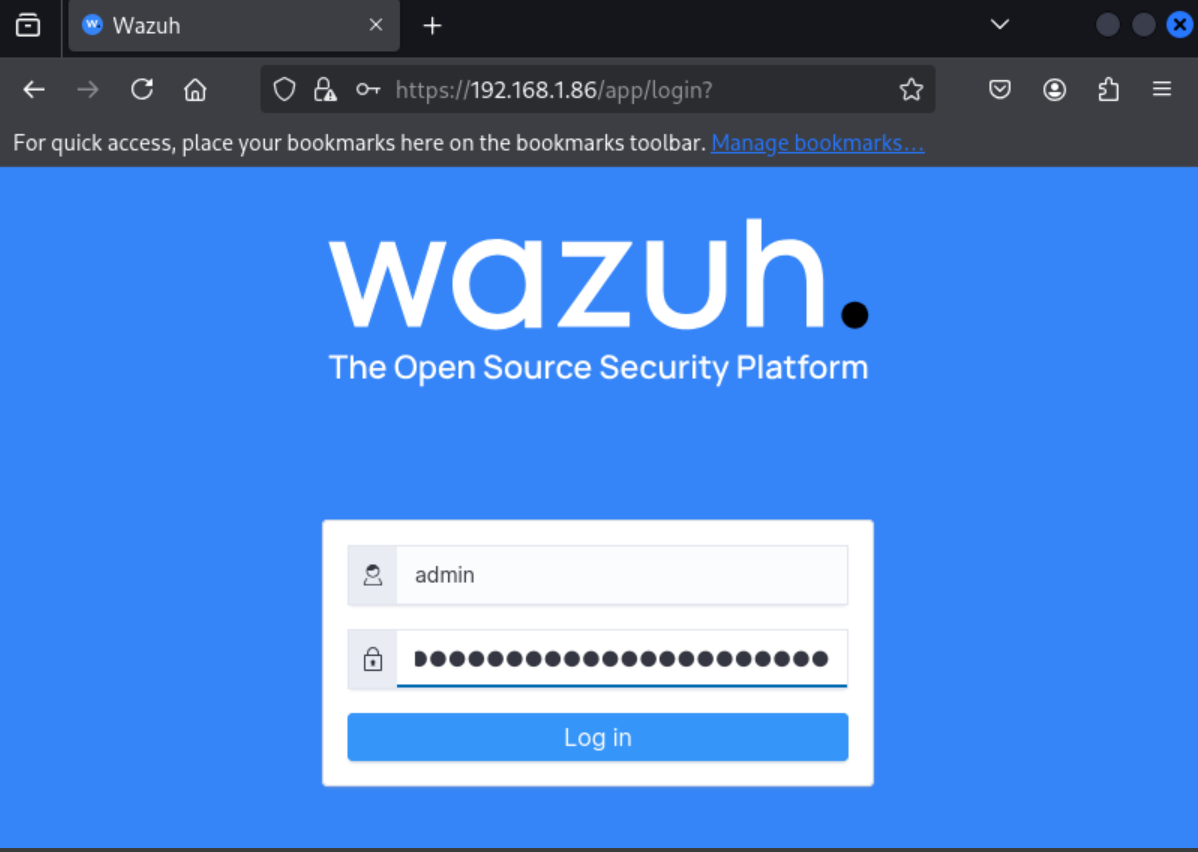 Wazuh
https://192.168.1.86/app/login?
For quick access, place your bookmarks here on the bookmarks toolbar. Manage bookmarks...
wazuh.
The Open Source Security Platform
admin
Log in